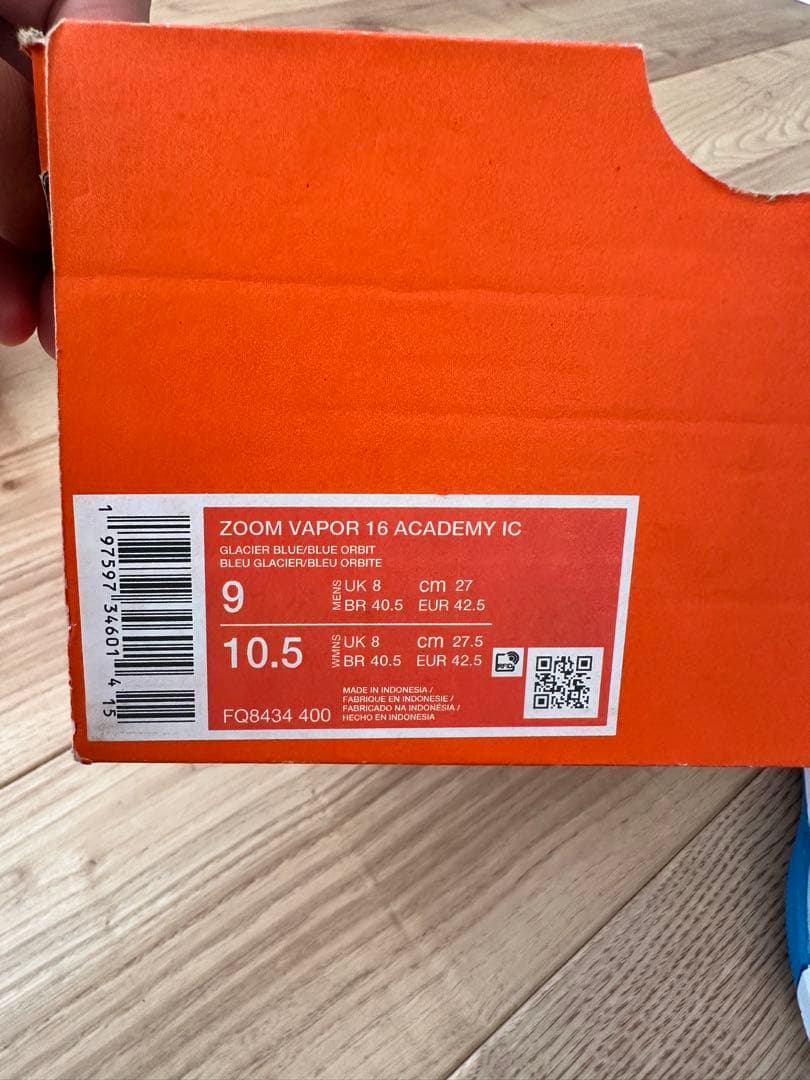 ZOOM VAPOR 16 ACADEMY IC
GLACIER BLUE/BLUE ORBIT
BLEU GLACIER/BLEU ORBITE
9 MENS UK 8 cm 27
BR 40.5 EUR 42.5
10.5 WMNS UK 8 cm 27.5
BR 40.5 EUR 42.5
RFID
FQ8434 400
MADE IN INDONESIA /
FABRIQUE EN INDONESIE /
FABRICADO NA INDONÉSIA /
HECHO EN INDONESIA
1 97597 34601 4 15